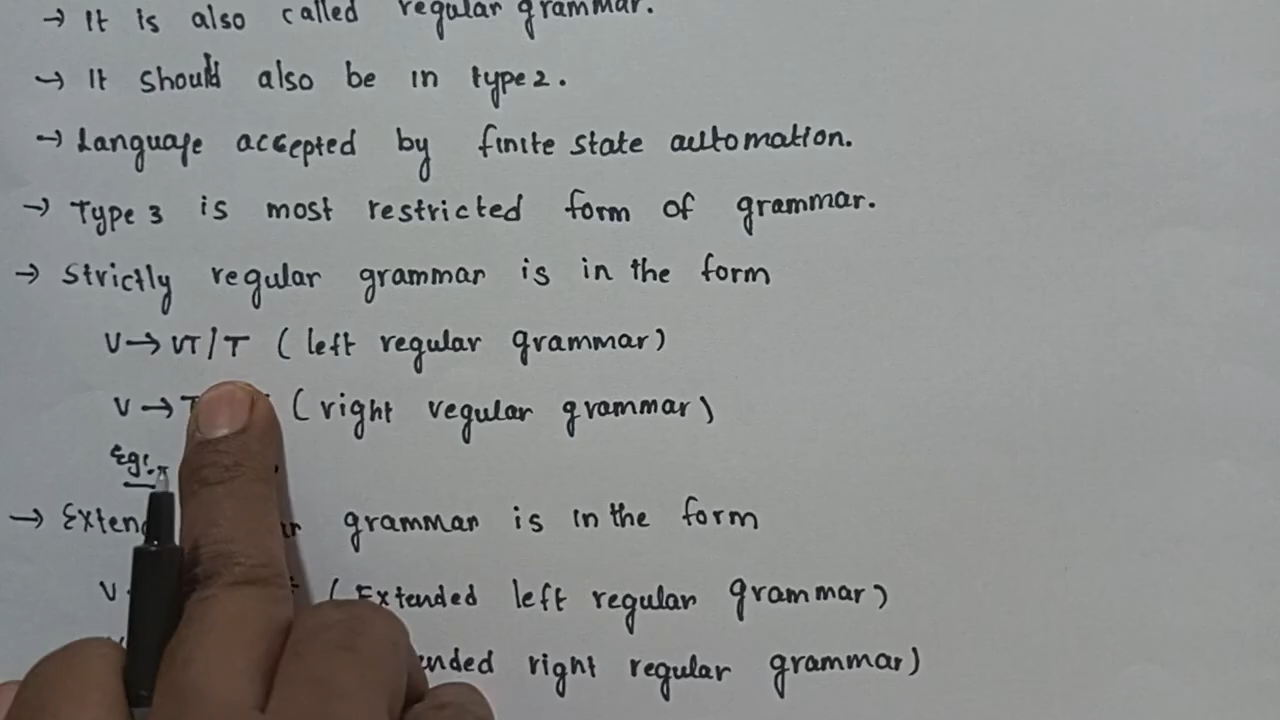 → It is also called regular grammar.
→ It should also be in type 2.
→ Language accepted by finite state automation.
→ Type 3 is most restricted form of grammar.
→ Strictly regular grammar is in the form
V → VT/T (left regular grammar)
V → (right regular grammar)
Eg:
→ grammar is in the form
V (Extended left regular grammar)
right regular grammar)